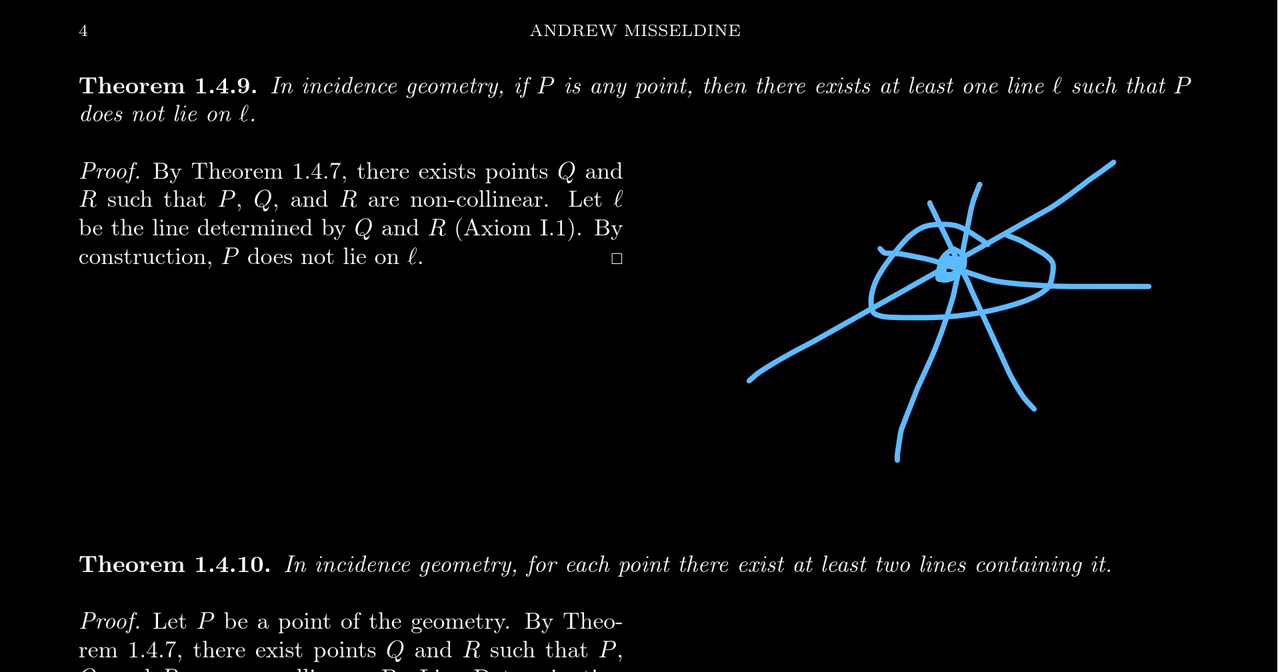 4
ANDREW MISSELDINE
Theorem 1.4.9. In incidence geometry, if P is any point, then there exists at least one line ℓ such that P
does not lie on ℓ.
Proof. By Theorem 1.4.7, there exists points Q and
R such that P, Q, and R are non-collinear. Let ℓ
be the line determined by Q and R (Axiom I.1). By
construction, P does not lie on ℓ. □
Theorem 1.4.10. In incidence geometry, for each point there exist at least two lines containing it.
Proof. Let P be a point of the geometry. By Theo-
rem 1.4.7, there exist points Q and R such that P,